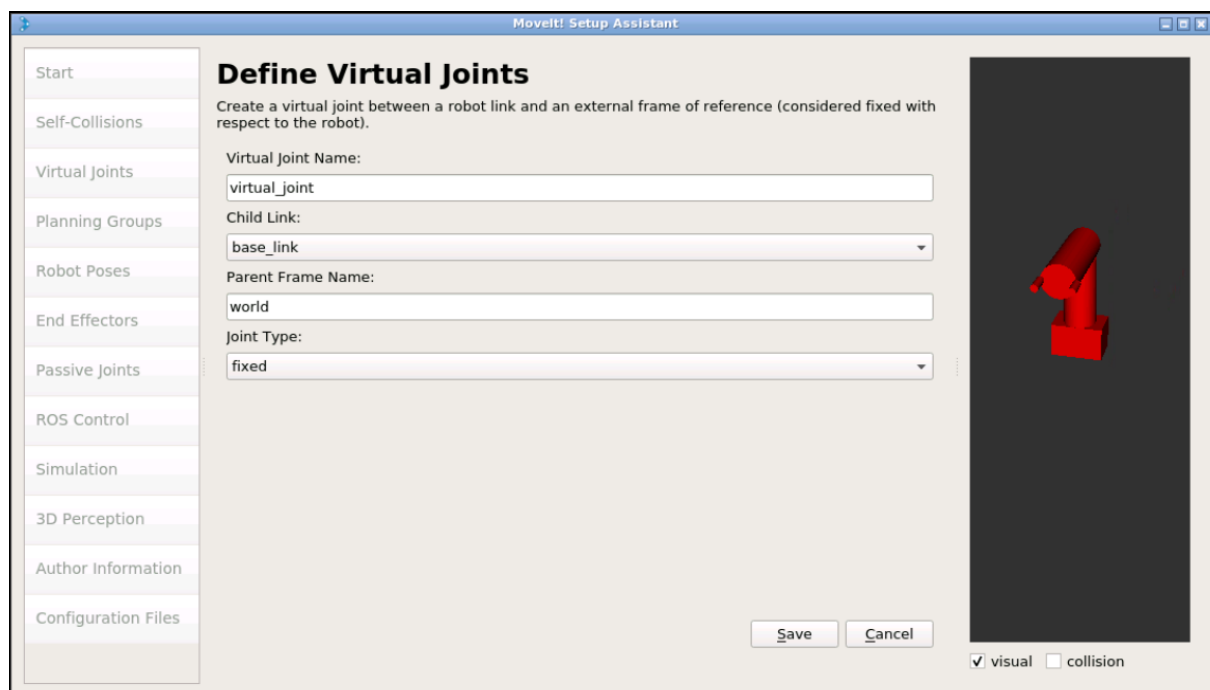 MoveIt! Setup Assistant
Start
Self-Collisions
Virtual Joints
Planning Groups
Robot Poses
End Effectors
Passive Joints
ROS Control
Simulation
3D Perception
Author Information
Configuration Files
Define Virtual Joints
Create a virtual joint between a robot link and an external frame of reference (considered fixed with
respect to the robot).
Virtual Joint Name:
virtual_joint
Child Link:
base_link
Parent Frame Name:
world
Joint Type:
fixed
Save
Cancel
visual
collision